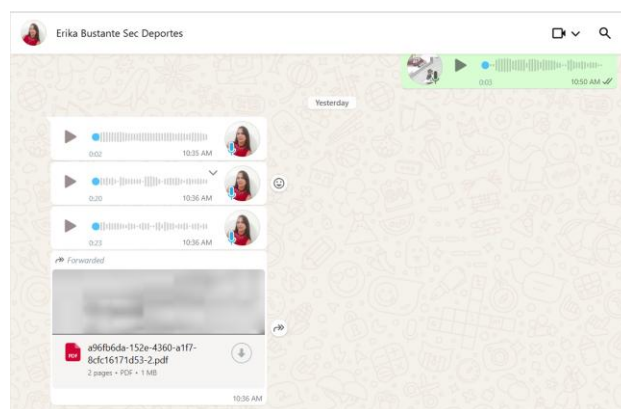 Erika Bustante Sec Deportes
0:03 10:50 AM
Yesterday
0:02 10:35 AM
0:20 10:36 AM
0:23 10:36 AM
Forwarded
PDF
a96fb6da-152e-4360-a1f7-
8cfc16171d53-2.pdf
2 pages • PDF • 1 MB
10:36 AM